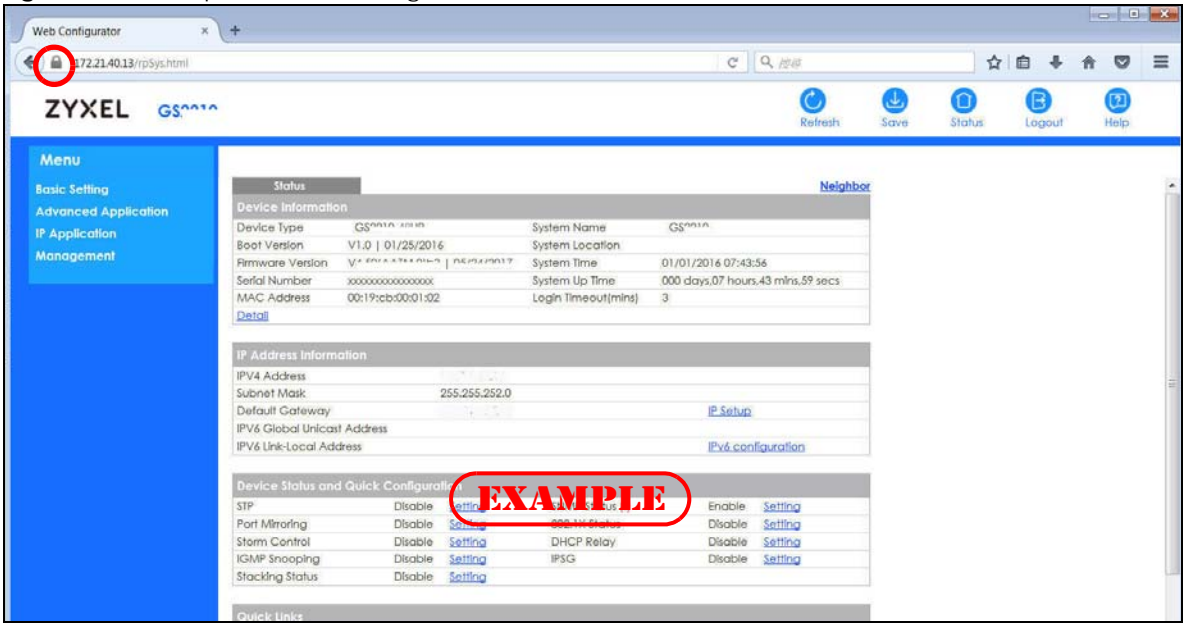 Web Configurator × +
172.21.40.13/rpSys.html
ZYXEL
Refresh Save Status Logout Help
Menu
Basic Setting
Advanced Application
IP Application
Management
Status Neighbor
Device Information
Device Type System Name
Boot Version V1.0 | 01/25/2016 System Location
Firmware Version System Time 01/01/2016 07:43:56
Serial Number xxxxxxxxxxxxxxx System Up Time 000 days,07 hours,43 mins,59 secs
MAC Address 00:19:cb:00:01:02 Login Timeout(mins) 3
Detail
IP Address Information
IPV4 Address
Subnet Mask 255.255.252.0
Default Gateway IP Setup
IPV6 Global Unicast Address
IPV6 Link-Local Address IPv6 configuration
Device Status and Quick Configuration
EXAMPLE
STP Disable Setting Status Enable Setting
Port Mirroring Disable Setting 802.1X Status Disable Setting
Storm Control Disable Setting DHCP Relay Disable Setting
IGMP Snooping Disable Setting IPSG Disable Setting
Stacking Status Disable Setting
Quick Links